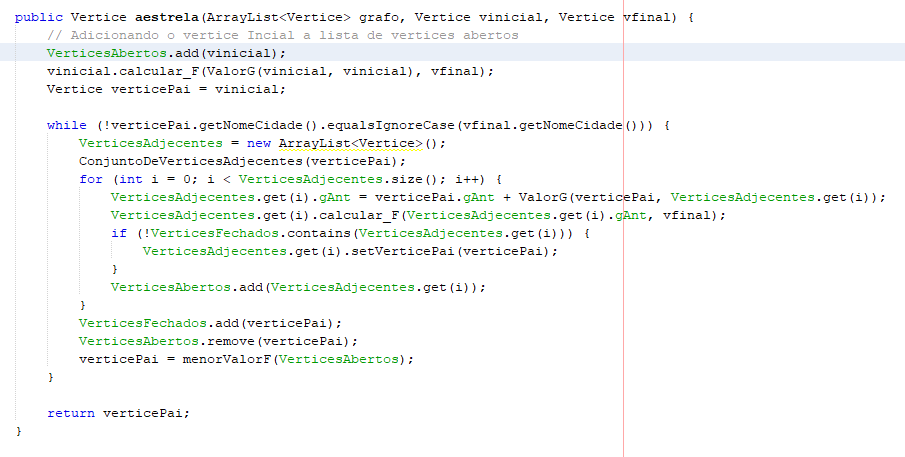 public Vertice aestrela(ArrayList<Vertice> grafo, Vertice vinicial, Vertice vfinal) {
// Adicionando o vertice Incial a lista de vertices abertos
VerticesAbertos.add(vinicial);
vinicial.calcular_F(ValorG(vinicial, vinicial), vfinal);
Vertice verticePai = vinicial;
while (!verticePai.getNomeCidade().equalsIgnoreCase(vfinal.getNomeCidade())) {
VerticesAdjecentes = new ArrayList<Vertice>();
ConjuntoDeVerticesAdjecentes(verticePai);
for (int i = 0; i < VerticesAdjecentes.size(); i++) {
VerticesAdjecentes.get(i).gAnt = verticePai.gAnt + ValorG(verticePai, VerticesAdjecentes.get(i));
VerticesAdjecentes.get(i).calcular_F(VerticesAdjecentes.get(i).gAnt, vfinal);
if (!VerticesFechados.contains(VerticesAdjecentes.get(i))) {
VerticesAdjecentes.get(i).setVerticePai(verticePai);
}
VerticesAbertos.add(VerticesAdjecentes.get(i));
}
VerticesFechados.add(verticePai);
VerticesAbertos.remove(verticePai);
verticePai = menorValorF(VerticesAbertos);
}
return verticePai;
}